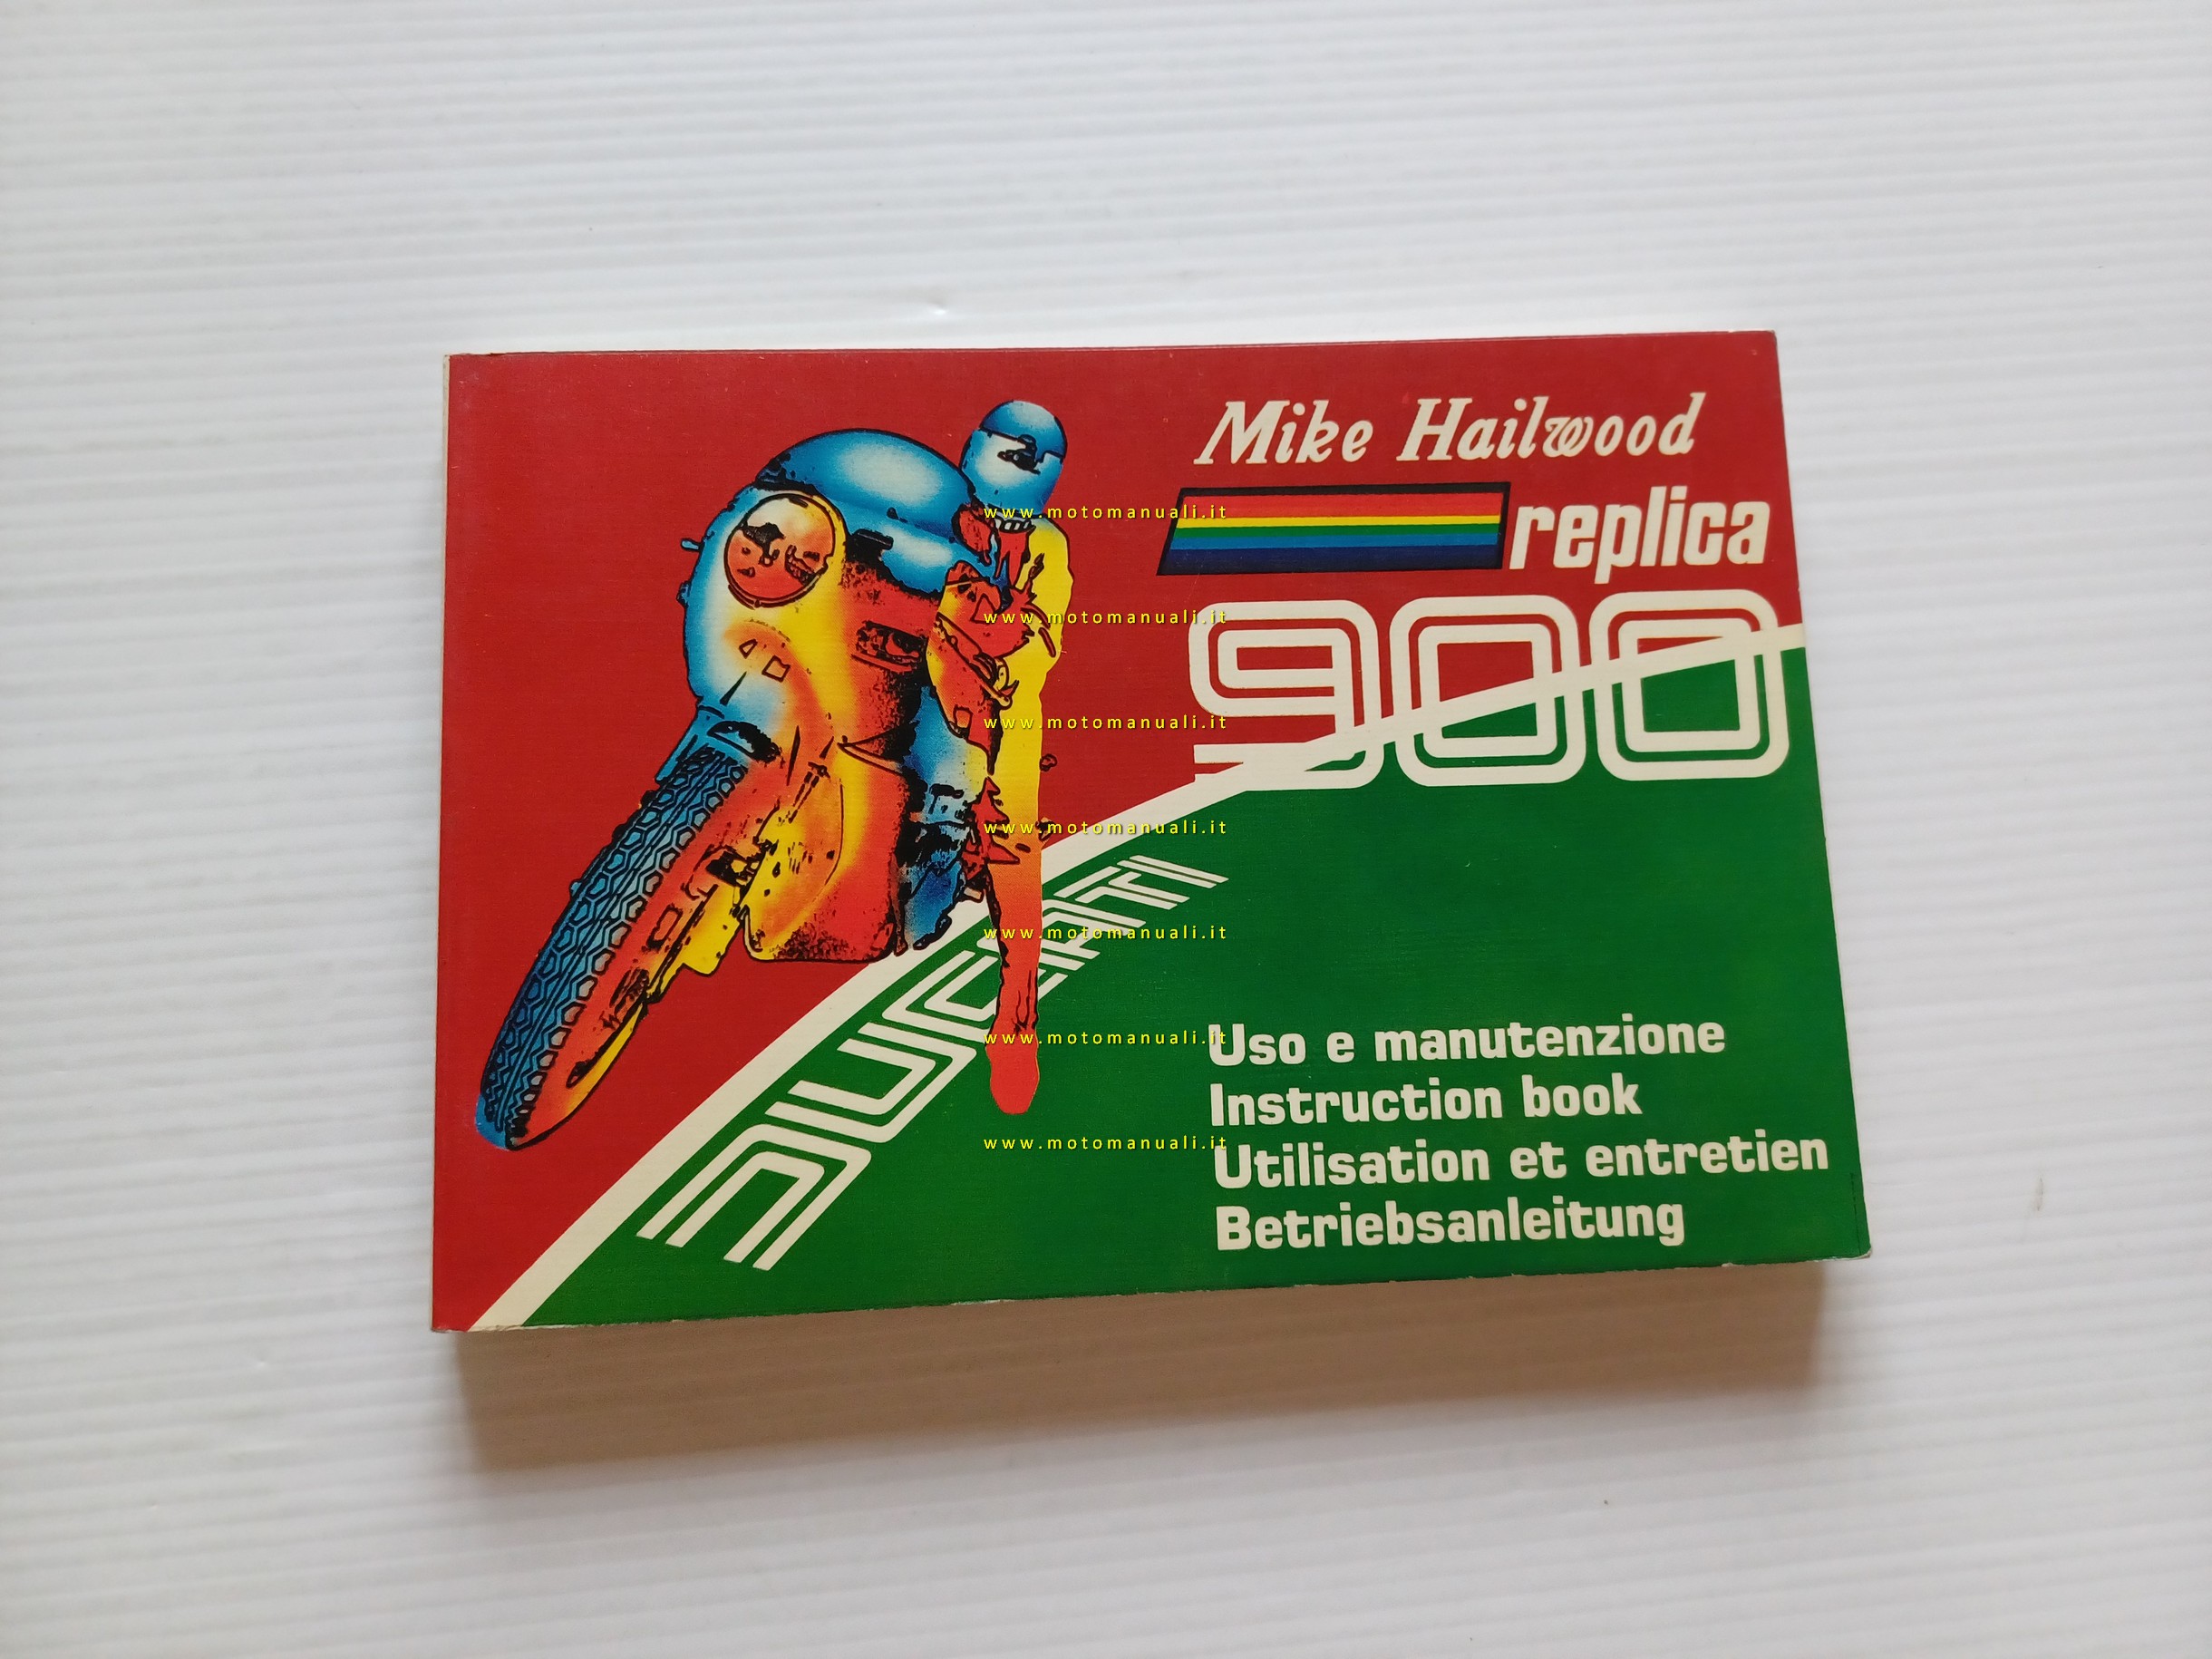 Mike Hailwood
replica
900
DUCATI
Uso e manutenzione
Instruction book
Utilisation et entretien
Betriebsanleitung
www.motomanuali.it
www.motomanuali.it
www.motomanuali.it
www.motomanuali.it
www.motomanuali.it
www.motomanuali.it
www.motomanuali.it